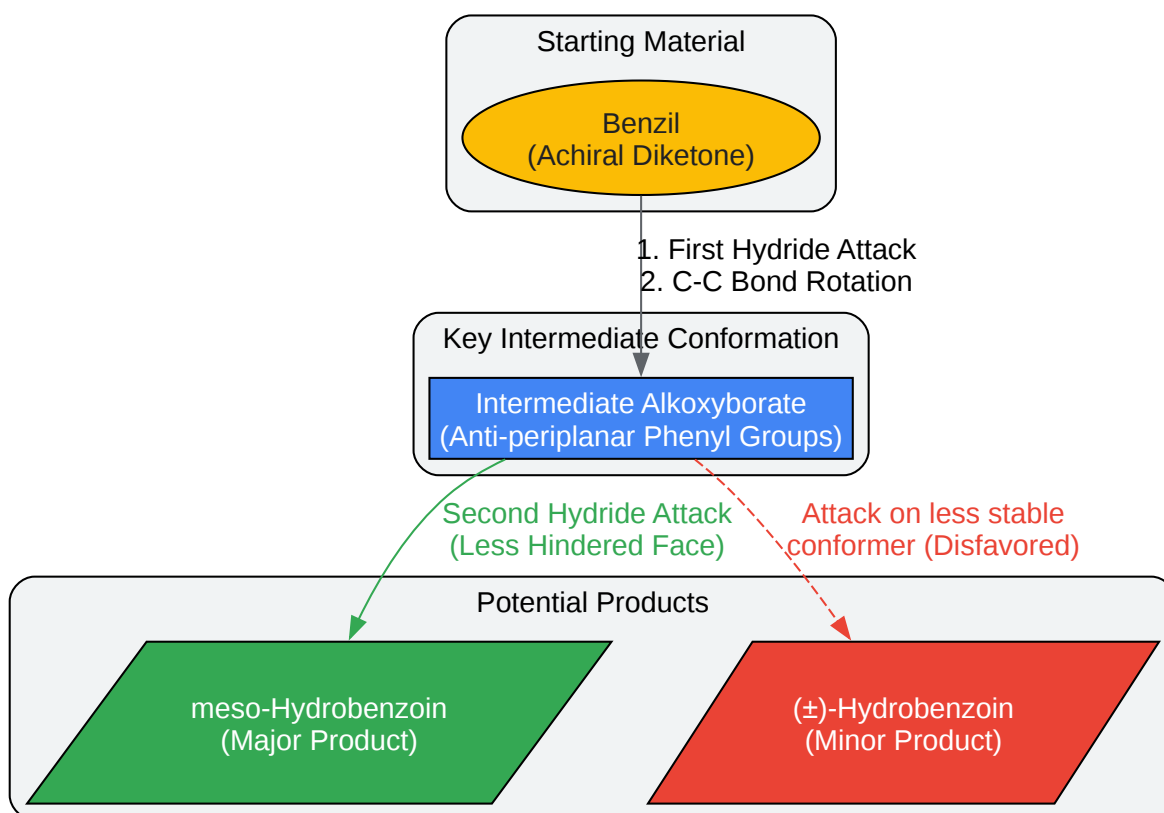 Starting Material
Benzil
(Achiral Diketone)
1. First Hydride Attack
2. C-C Bond Rotation
Key Intermediate Conformation
Intermediate Alkoxyborate
(Anti-periplanar Phenyl Groups)
Second Hydride Attack
(Less Hindered Face)
Attack on less stable
conformer (Disfavored)
Potential Products
meso-Hydrobenzoin
(Major Product)
(±)-Hydrobenzoin
(Minor Product)